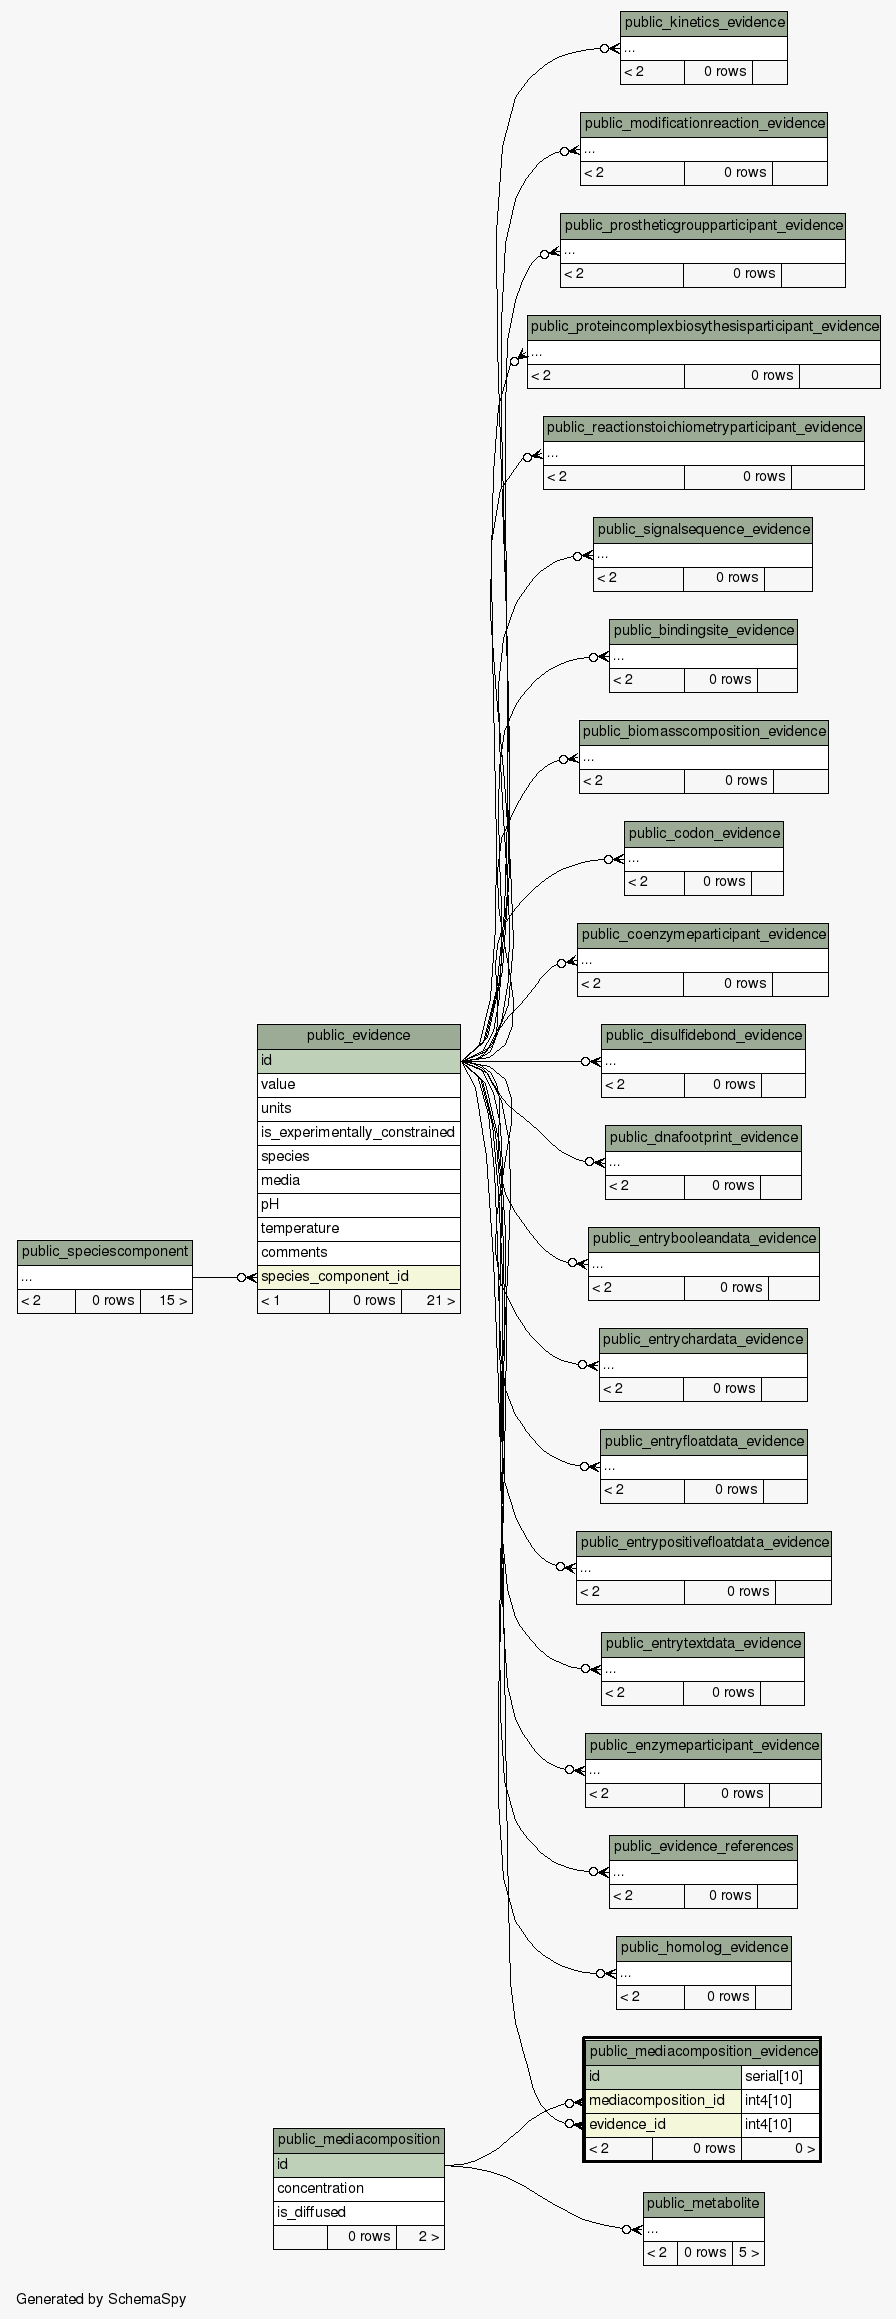 public_kinetics_evidence
...
< 2 0 rows
public_modificationreaction_evidence
...
< 2 0 rows
public_prostheticgroupparticipant_evidence
...
< 2 0 rows
public_proteincomplexbiosythesisparticipant_evidence
...
< 2 0 rows
public_reactionstoichiometryparticipant_evidence
...
< 2 0 rows
public_signalsequence_evidence
...
< 2 0 rows
public_bindingsite_evidence
...
< 2 0 rows
public_biomasscomposition_evidence
...
< 2 0 rows
public_codon_evidence
...
< 2 0 rows
public_coenzymeparticipant_evidence
...
< 2 0 rows
public_disulfidebond_evidence
...
< 2 0 rows
public_evidence
id
value
units
is_experimentally_constrained
species
media
pH
temperature
comments
species_component_id
< 1 0 rows 21 >
public_speciescomponent
...
< 2 0 rows 15 >
public_dnafootprint_evidence
...
< 2 0 rows
public_entrybooleandata_evidence
...
< 2 0 rows
public_entrychardata_evidence
...
< 2 0 rows
public_entryfloatdata_evidence
...
< 2 0 rows
public_entrypositivefloatdata_evidence
...
< 2 0 rows
public_entrytextdata_evidence
...
< 2 0 rows
public_enzymeparticipant_evidence
...
< 2 0 rows
public_evidence_references
...
< 2 0 rows
public_homolog_evidence
...
< 2 0 rows
public_mediacomposition_evidence
id serial[10]
mediacomposition_id int4[10]
evidence_id int4[10]
< 2 0 rows 0 >
public_mediacomposition
id
concentration
is_diffused
0 rows 2 >
public_metabolite
...
< 2 0 rows 5 >
Generated by SchemaSpy